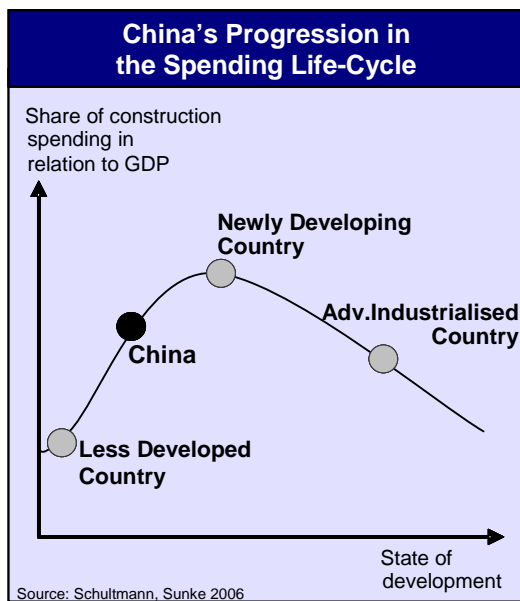 China's Progression in
the Spending Life-Cycle
Share of construction
spending in
relation to GDP
Newly Developing
Country
Adv.Industrialised
Country
China
Less Developed
Country
State of
development
Source: Schultmann, Sunke 2006